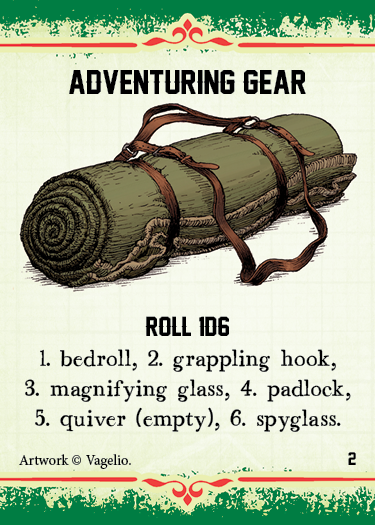 ADVENTURING GEAR
ROLL 1D6
1. bedroll, 2. grappling hook,
3. magnifying glass, 4. padlock,
5. quiver (empty), 6. spyglass.
Artwork © Vagelio.
2